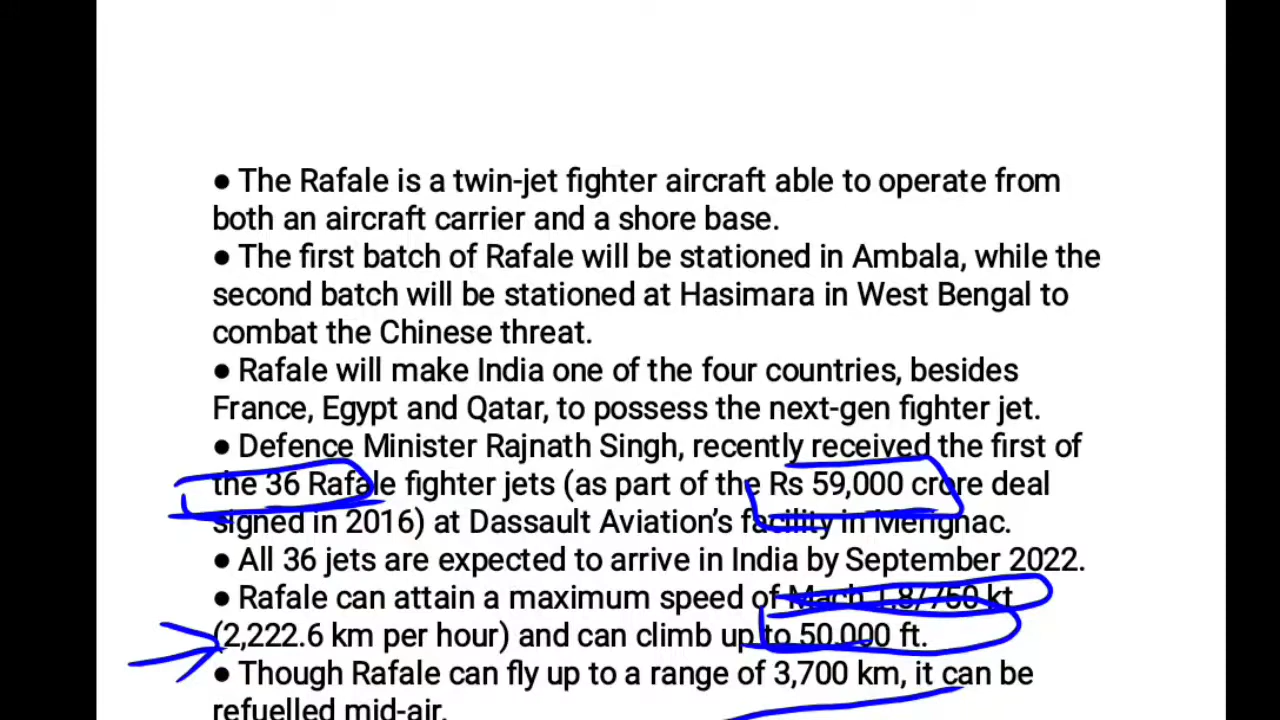 ● The Rafale is a twin-jet fighter aircraft able to operate from
both an aircraft carrier and a shore base.
● The first batch of Rafale will be stationed in Ambala, while the
second batch will be stationed at Hasimara in West Bengal to
combat the Chinese threat.
● Rafale will make India one of the four countries, besides
France, Egypt and Qatar, to possess the next-gen fighter jet.
● Defence Minister Rajnath Singh, recently received the first of
the 36 Rafale fighter jets (as part of the Rs 59,000 crore deal
signed in 2016) at Dassault Aviation’s facility in Merignac.
● All 36 jets are expected to arrive in India by September 2022.
● Rafale can attain a maximum speed of Mach 1.8/750 kt
(2,222.6 km per hour) and can climb up to 50,000 ft.
● Though Rafale can fly up to a range of 3,700 km, it can be
refuelled mid-air.